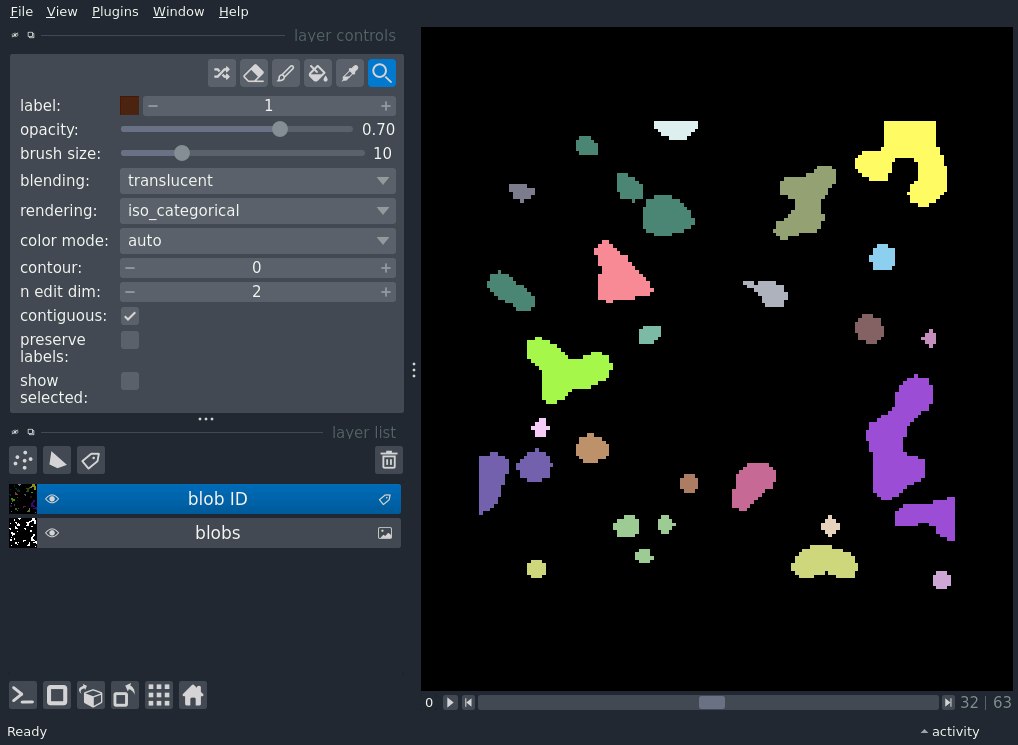 File View Plugins Window Help
layer controls
label: 1
opacity: 0.70
brush size: 10
blending: translucent
rendering: iso_categorical
color mode: auto
contour: 0
n edit dim: 2
contiguous:
preserve
labels:
show
selected:
layer list
blob ID
blobs
0 32 | 63
Ready activity